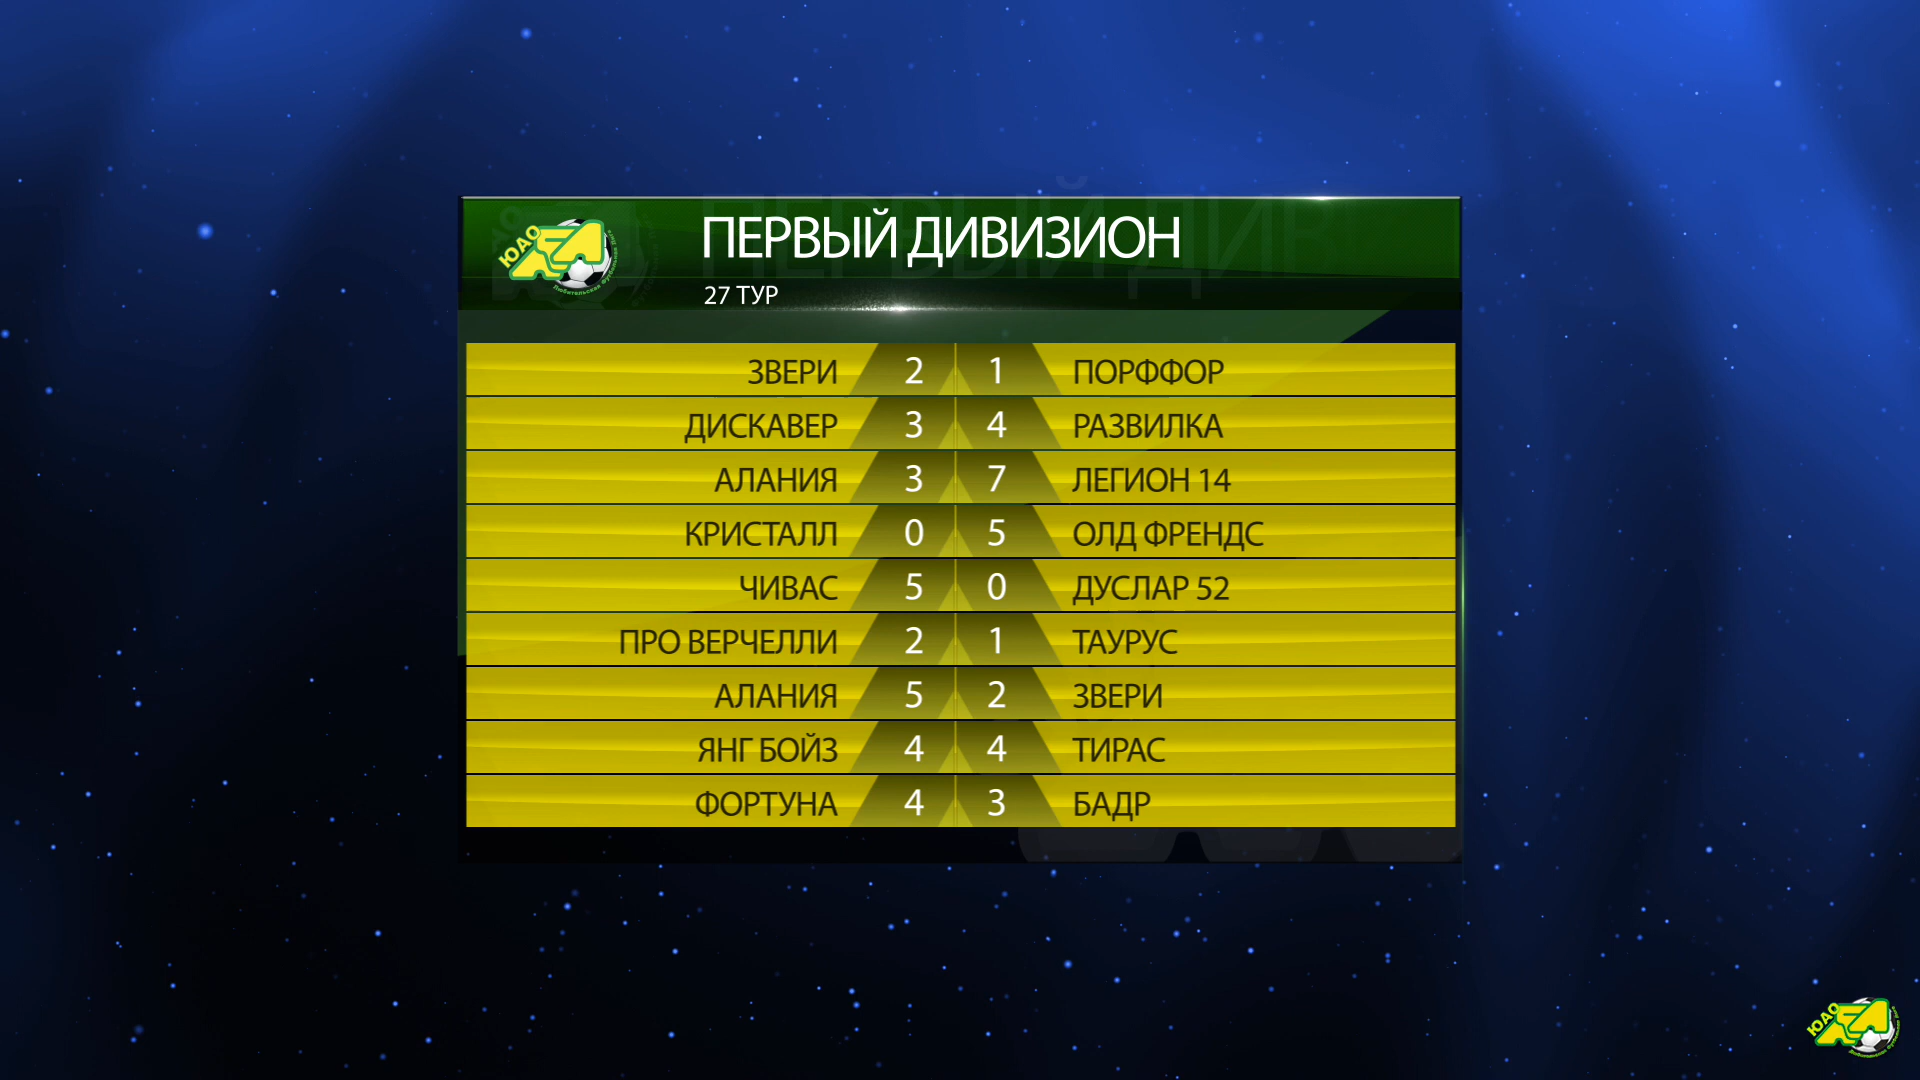 ПЕРВЫЙ ДИВИЗИОН
27 ТУР
ЮАО
ЗВЕРИ 2 1 ПОРФФОР
ДИСКАВЕР 3 4 РАЗВИЛКА
АЛАНИЯ 3 7 ЛЕГИОН 14
КРИСТАЛЛ 0 5 ОЛД ФРЕНДС
ЧИВАС 5 0 ДУСЛАР 52
ПРО ВЕРЧЕЛЛИ 2 1 ТАУРУС
АЛАНИЯ 5 2 ЗВЕРИ
ЯНГ БОЙЗ 4 4 ТИРАС
ФОРТУНА 4 3 БАДР
ЮАО